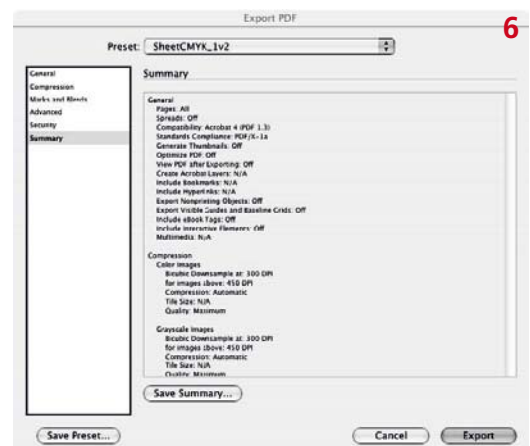 Export PDF
6
Preset: SheetCMYK_1v2
General
Compression
Marks and Bleeds
Advanced
Security
Summary
Summary
General
Pages: All
Spreads: Off
Compatibility: Acrobat 4 (PDF 1.3)
Standards Compliance: PDF/X-1a
Generate Thumbnails: Off
Optimize PDF: Off
View PDF after Exporting: Off
Create Acrobat Layers: N/A
Include Bookmarks: N/A
Include Hyperlinks: N/A
Export Nonprinting Objects: Off
Export Visible Guides and Baseline Grids: Off
Include eBook Tags: Off
Include Interactive Elements: Off
Multimedia: N/A
Compression
Color Images
Bicubic Downsample at: 300 DPI
for images above: 450 DPI
Compression: Automatic
Tile Size: N/A
Quality: Maximum
Grayscale Images
Bicubic Downsample at: 300 DPI
for images above: 450 DPI
Compression: Automatic
Tile Size: N/A
Quality: Maximum
Save Summary...
Save Preset...
Cancel
Export